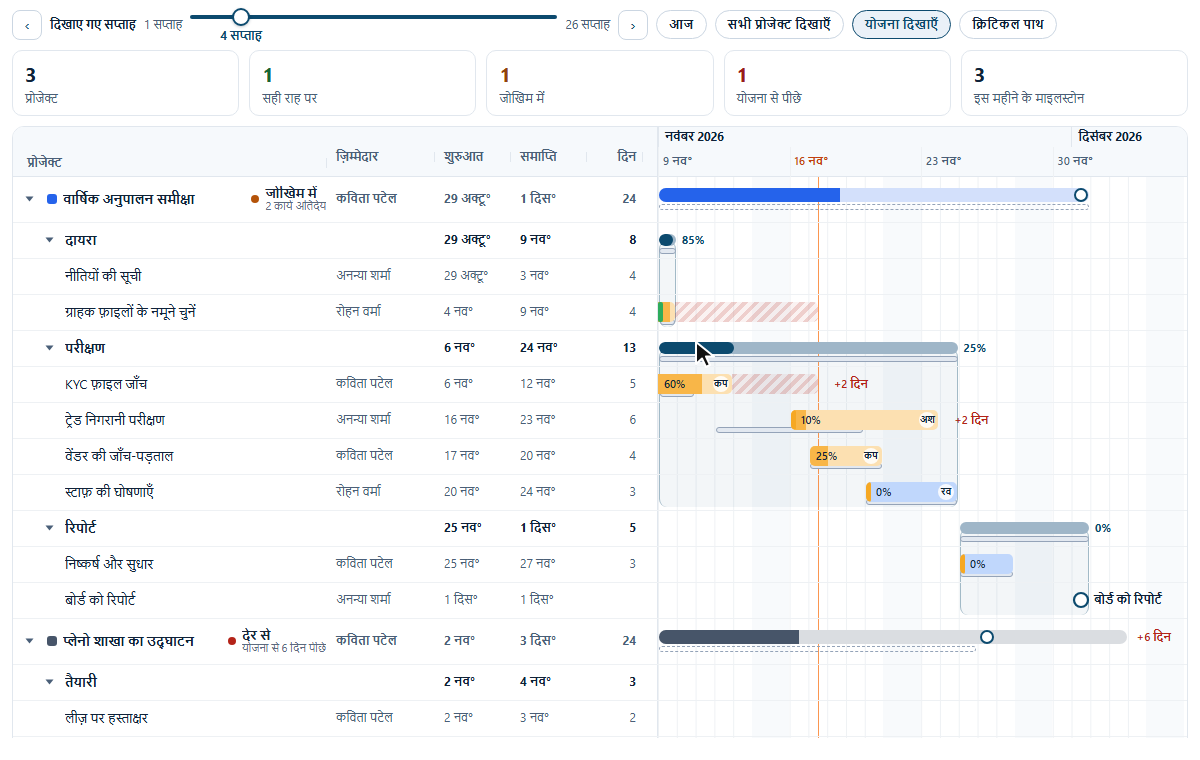 ‹ दिखाए गए सप्ताह 1 सप्ताह 26 सप्ताह › आज सभी प्रोजेक्ट दिखाएँ योजना दिखाएँ क्रिटिकल पाथ
4 सप्ताह
3 1 1 1 3
प्रोजेक्ट सही राह पर जोखिम में योजना से पीछे इस महीने के माइलस्टोन
नवंबर 2026 दिसंबर 2026
प्रोजेक्ट ज़िम्मेदार शुरुआत समाप्ति दिन 9 नव॰ 16 नव॰ 23 नव॰ 30 नव॰
वार्षिक अनुपालन समीक्षा जोखिम में कविता पटेल 29 अक्टू॰ 1 दिस॰ 24
2 कार्य अतिदेय
दायरा 29 अक्टू॰ 9 नव॰ 8 85%
नीतियों की सूची अनन्या शर्मा 29 अक्टू॰ 3 नव॰ 4
ग्राहक फ़ाइलों के नमूने चुनें रोहन वर्मा 4 नव॰ 9 नव॰ 4
परीक्षण 6 नव॰ 24 नव॰ 13 25%
KYC फ़ाइल जाँच कविता पटेल 6 नव॰ 12 नव॰ 5 60% कप +2 दिन
ट्रेड निगरानी परीक्षण अनन्या शर्मा 16 नव॰ 23 नव॰ 6 10% अश +2 दिन
वेंडर की जाँच-पड़ताल कविता पटेल 17 नव॰ 20 नव॰ 4 25% कप
स्टाफ़ की घोषणाएँ रोहन वर्मा 20 नव॰ 24 नव॰ 3 0% रव
रिपोर्ट 25 नव॰ 1 दिस॰ 5 0%
निष्कर्ष और सुधार कविता पटेल 25 नव॰ 27 नव॰ 3 0%
बोर्ड को रिपोर्ट अनन्या शर्मा 1 दिस॰ 1 दिस॰ बोर्ड को रिपोर्ट
प्लेनो शाखा का उद्घाटन देर से कविता पटेल 2 नव॰ 3 दिस॰ 24 +6 दिन
योजना से 6 दिन पीछे
तैयारी 2 नव॰ 4 नव॰ 3
लीज़ पर हस्ताक्षर कविता पटेल 2 नव॰ 3 नव॰ 2